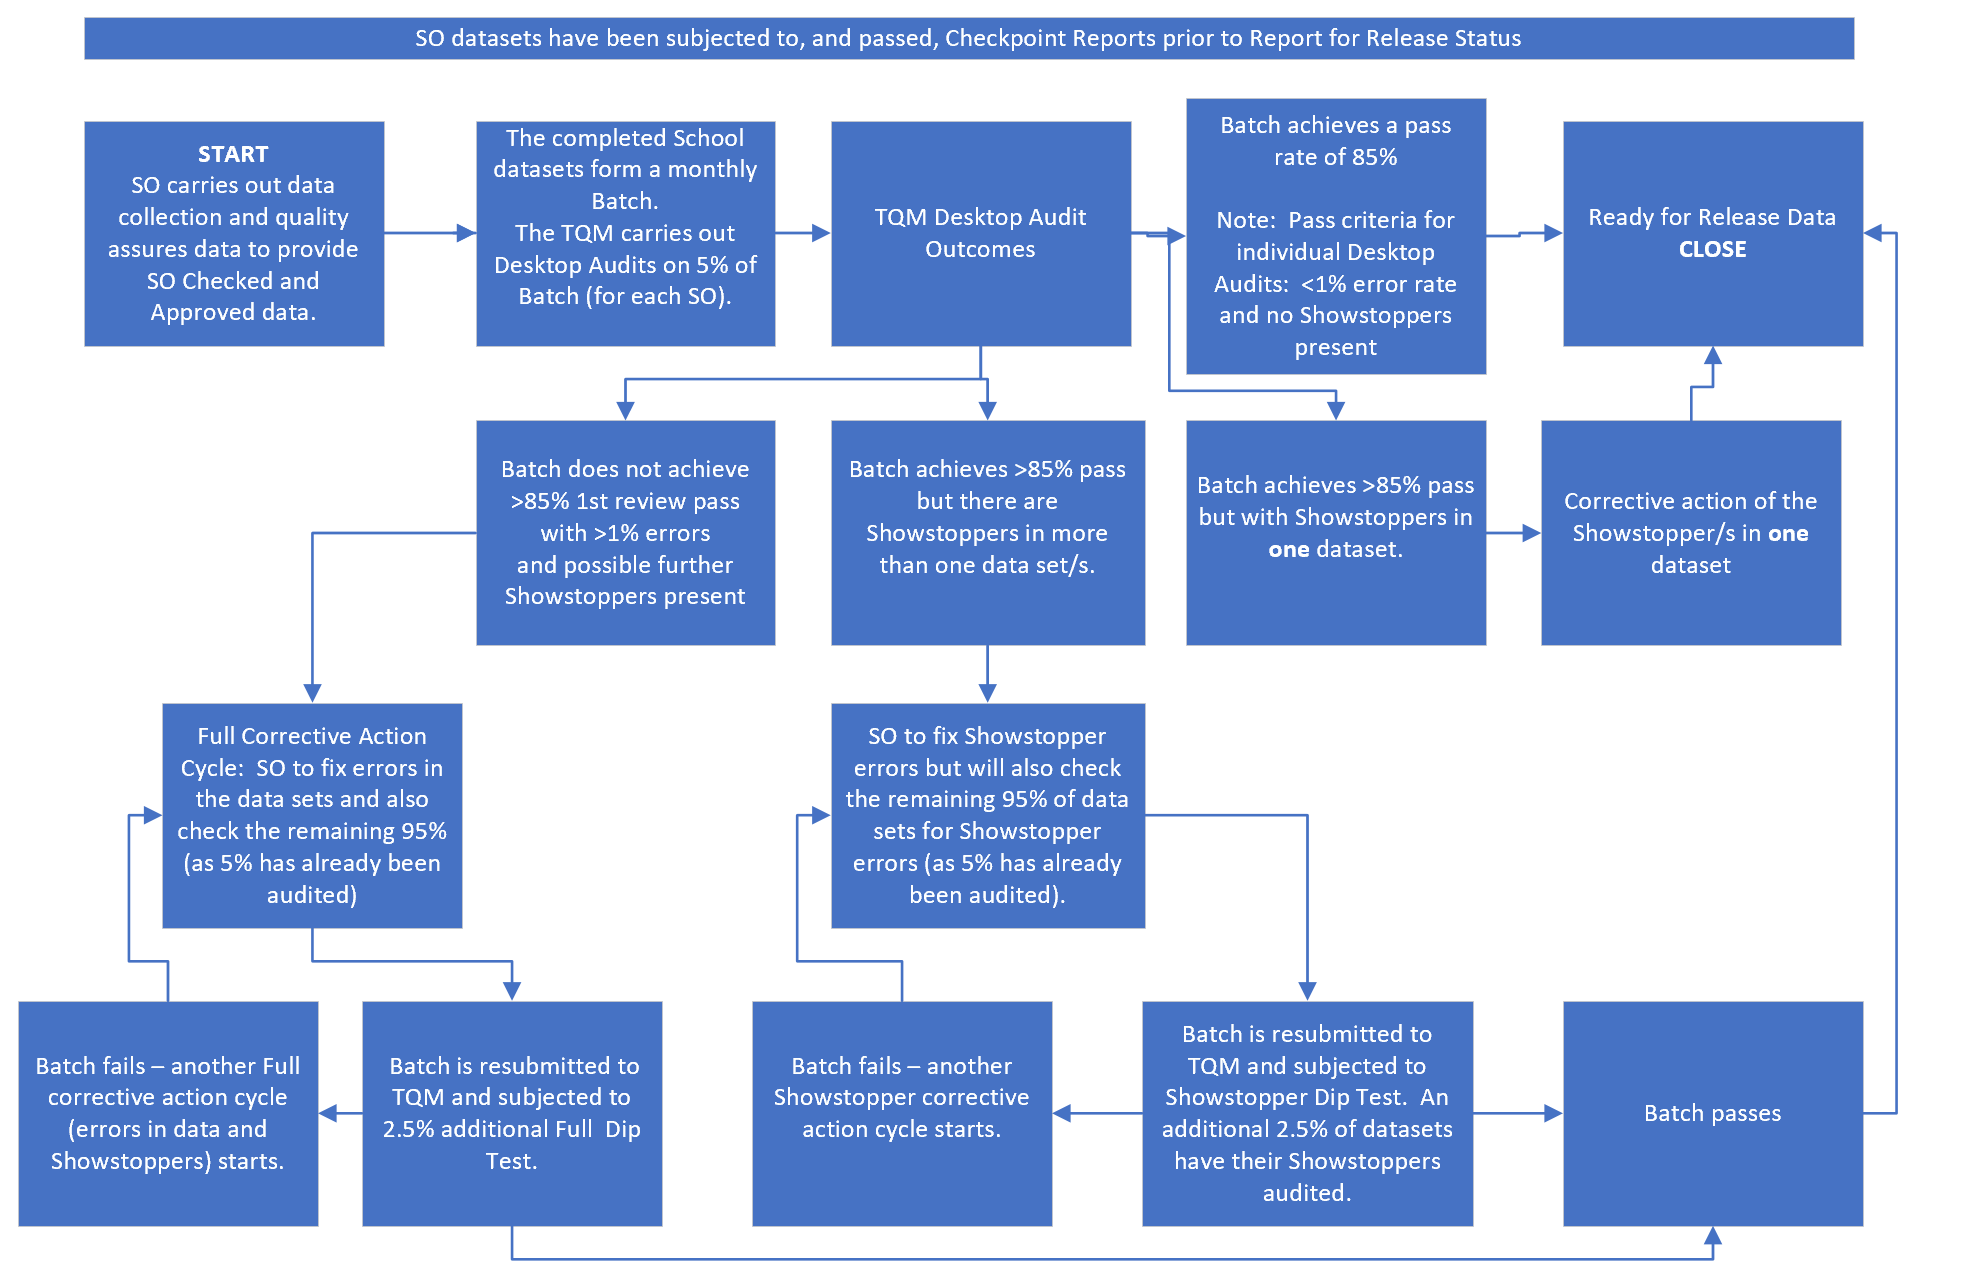 SO datasets have been subjected to, and passed, Checkpoint Reports prior to Report for Release Status
START
SO carries out data
collection and quality
assures data to provide
SO Checked and
Approved data.
The completed School
datasets form a monthly
Batch.
The TQM carries out
Desktop Audits on 5% of
Batch (for each SO).
TQM Desktop Audit
Outcomes
Batch achieves a pass
rate of 85%
Note:  Pass criteria for
individual Desktop
Audits:  <1% error rate
and no Showstoppers
present
Ready for Release Data
CLOSE
Batch does not achieve
>85% 1st review pass
with >1% errors
and possible further
Showstoppers present
Batch achieves >85% pass
but there are
Showstoppers in more
than one data set/s.
Batch achieves >85% pass
but with Showstoppers in
one dataset.
Corrective action of the
Showstopper/s in one
dataset
Full Corrective Action
Cycle:  SO to fix errors in
the data sets and also
check the remaining 95%
(as 5% has already been
audited)
SO to fix Showstopper
errors but will also check
the remaining 95% of data
sets for Showstopper
errors (as 5% has already
been audited).
Batch fails – another Full
corrective action cycle
(errors in data and
Showstoppers) starts.
Batch is resubmitted to
TQM and subjected to
2.5% additional Full  Dip
Test.
Batch fails – another
Showstopper corrective
action cycle starts.
Batch is resubmitted to
TQM and subjected to
Showstopper Dip Test.  An
additional 2.5% of datasets
have their Showstoppers
audited.
Batch passes